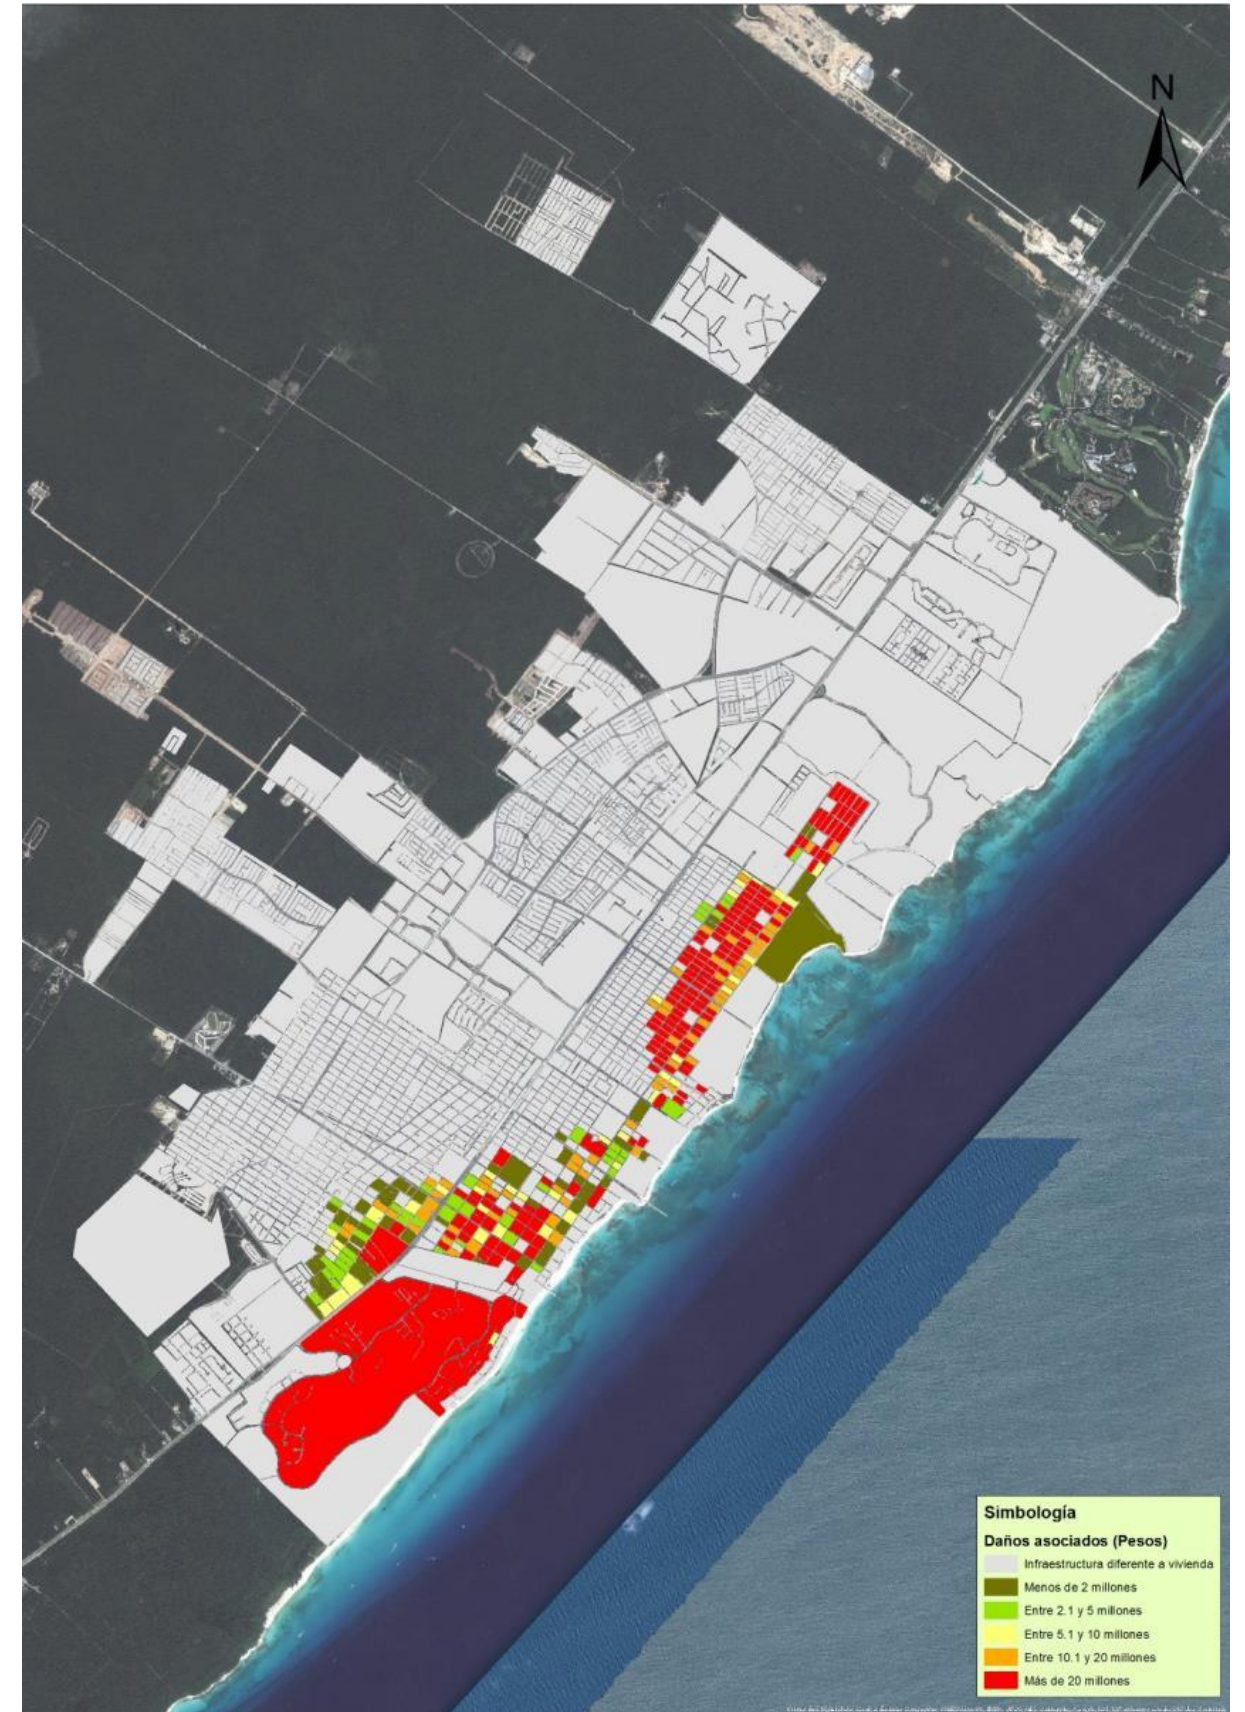 N
Simbología
Daños asociados (Pesos)
Infraestructura diferente a vivienda
Menos de 2 millones
Entre 2.1 y 5 millones
Entre 5.1 y 10 millones
Entre 10.1 y 20 millones
Más de 20 millones